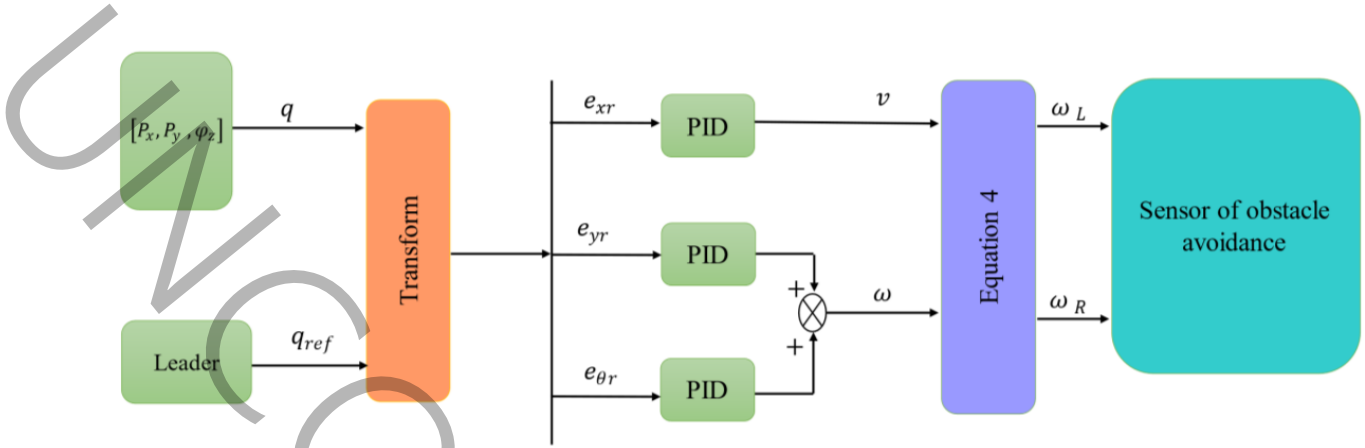 [P_x, P_y, φ_z]
q
Leader
q_ref
Transform
e_xr
PID
v
e_yr
PID
+
+
ω
e_θr
PID
Equation 4
ω_L
ω_R
Sensor of obstacle
avoidance
UNCO